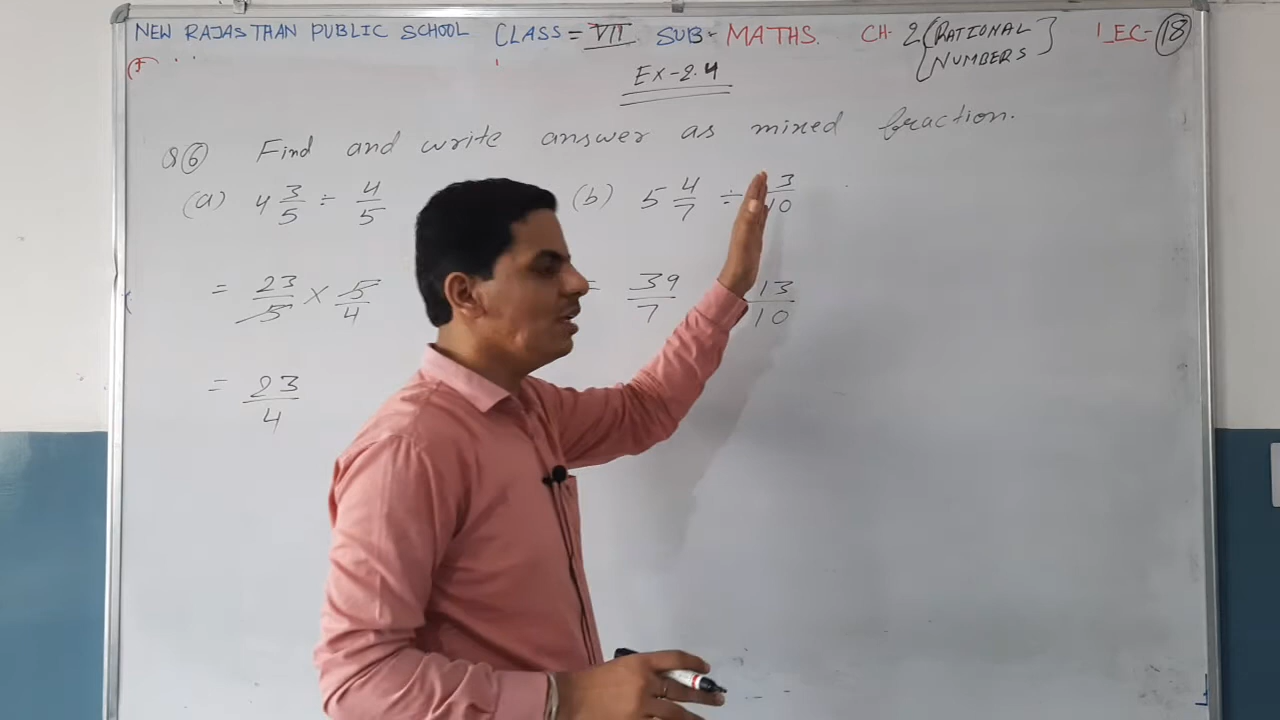 NEW RAJASTHAN PUBLIC SCHOOL CLASS = VII SUB- MATHS. CH- 2 [RATIONAL NUMBERS] LEC- 18
EX-2.4
Q 6 Find and write answer as mixed fraction.
(a) 4 3/5 ÷ 4/5 (b) 5 4/7 ÷ 3/10
= 23/5 × 5/4 = 39/7 13/10
= 23/4